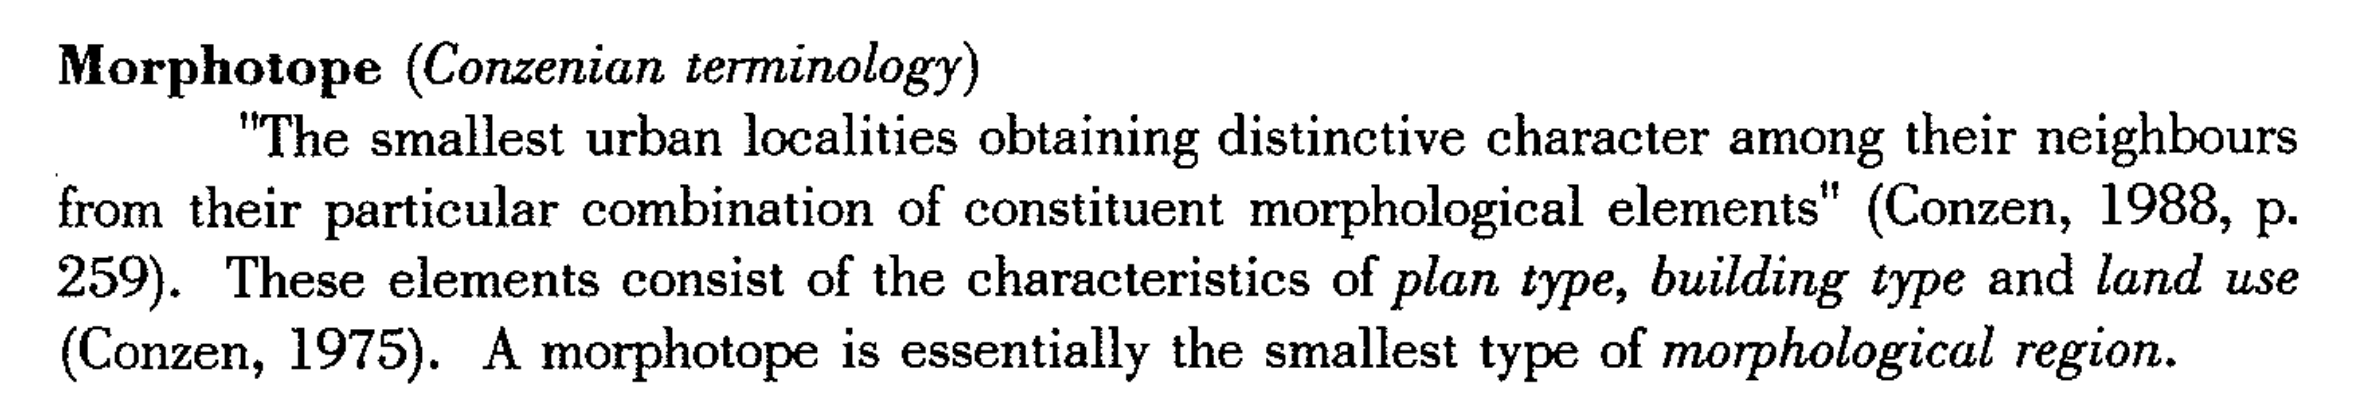 Morphotope (Conzenian terminology)
"The smallest urban localities obtaining distinctive character among their neighbours
from their particular combination of constituent morphological elements" (Conzen, 1988, p.
259). These elements consist of the characteristics of plan type, building type and land use
(Conzen, 1975). A morphotope is essentially the smallest type of morphological region.